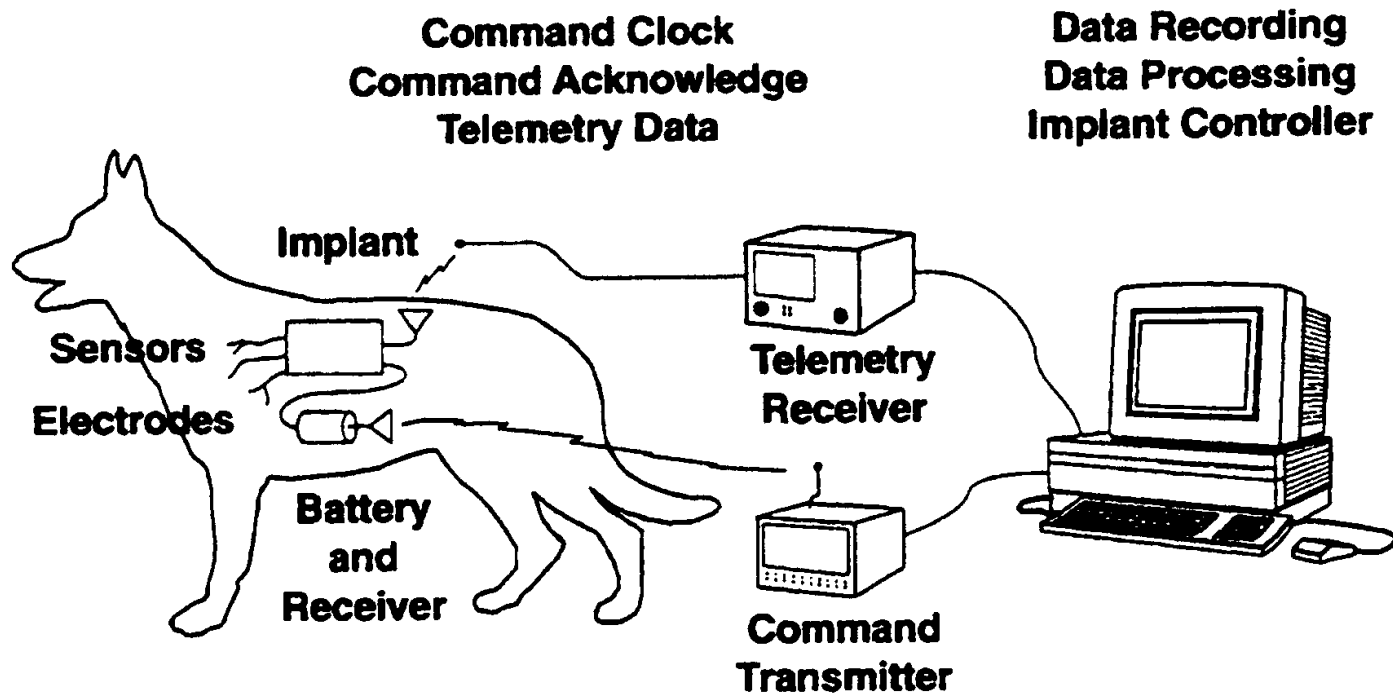 Command Clock
Command Acknowledge
Telemetry Data
Data Recording
Data Processing
Implant Controller
Implant
Sensors
Electrodes
Battery
and
Receiver
Telemetry
Receiver
Command
Transmitter